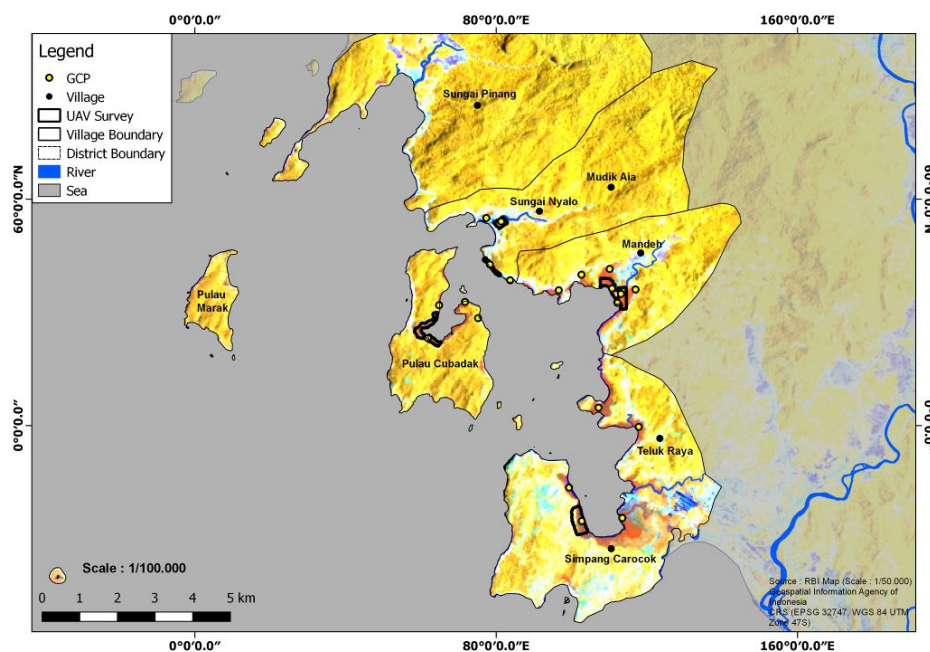 0°0'0.0" 80°0'0.0" 160°0'0.0"
Legend
GCP
Village
UAV Survey
Village Boundary
District Boundary
River
Sea
Sungai Pinang
Mudik Aia
Sungai Nyalo
60°0'0.0"N
Mandeh
Pulau
Marak
Pulau Cubadak
0°0'0.0"
Teluk Raya
Simpang Carocok
Scale : 1/100.000
0 1 2 3 4 5 km
Source : RBI Map (Scale : 1/50.000)
Geospatial Information Agency of
Indonesia
CRS (EPSG 32747, WGS 84 UTM
Zone 47S)
0°0'0.0" 80°0'0.0" 160°0'0.0"